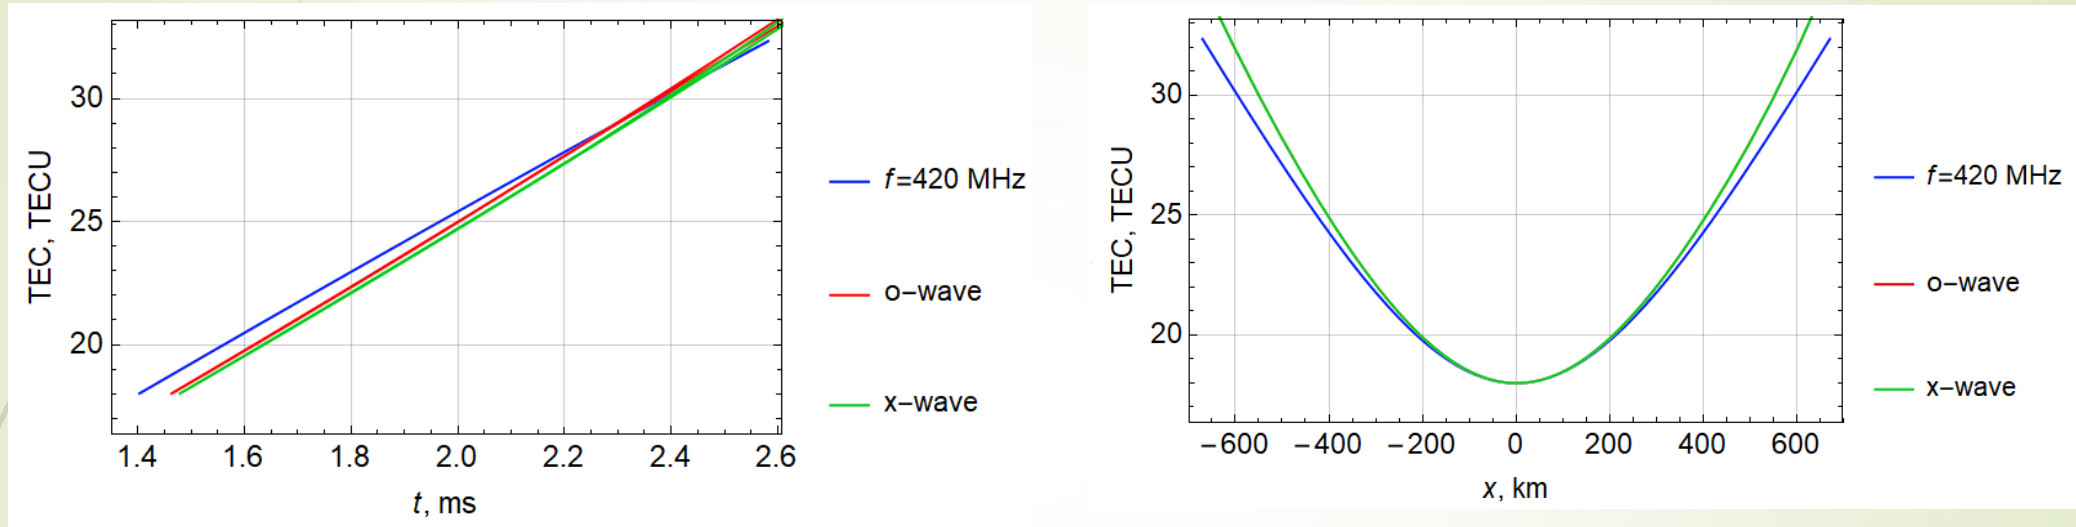 30
25
20
TEC, TECU
1.4 1.6 1.8 2.0 2.2 2.4 2.6
t, ms
f=420 MHz
o−wave
x−wave
30
25
20
TEC, TECU
−600 −400 −200 0 200 400 600
x, km
f=420 MHz
o−wave
x−wave